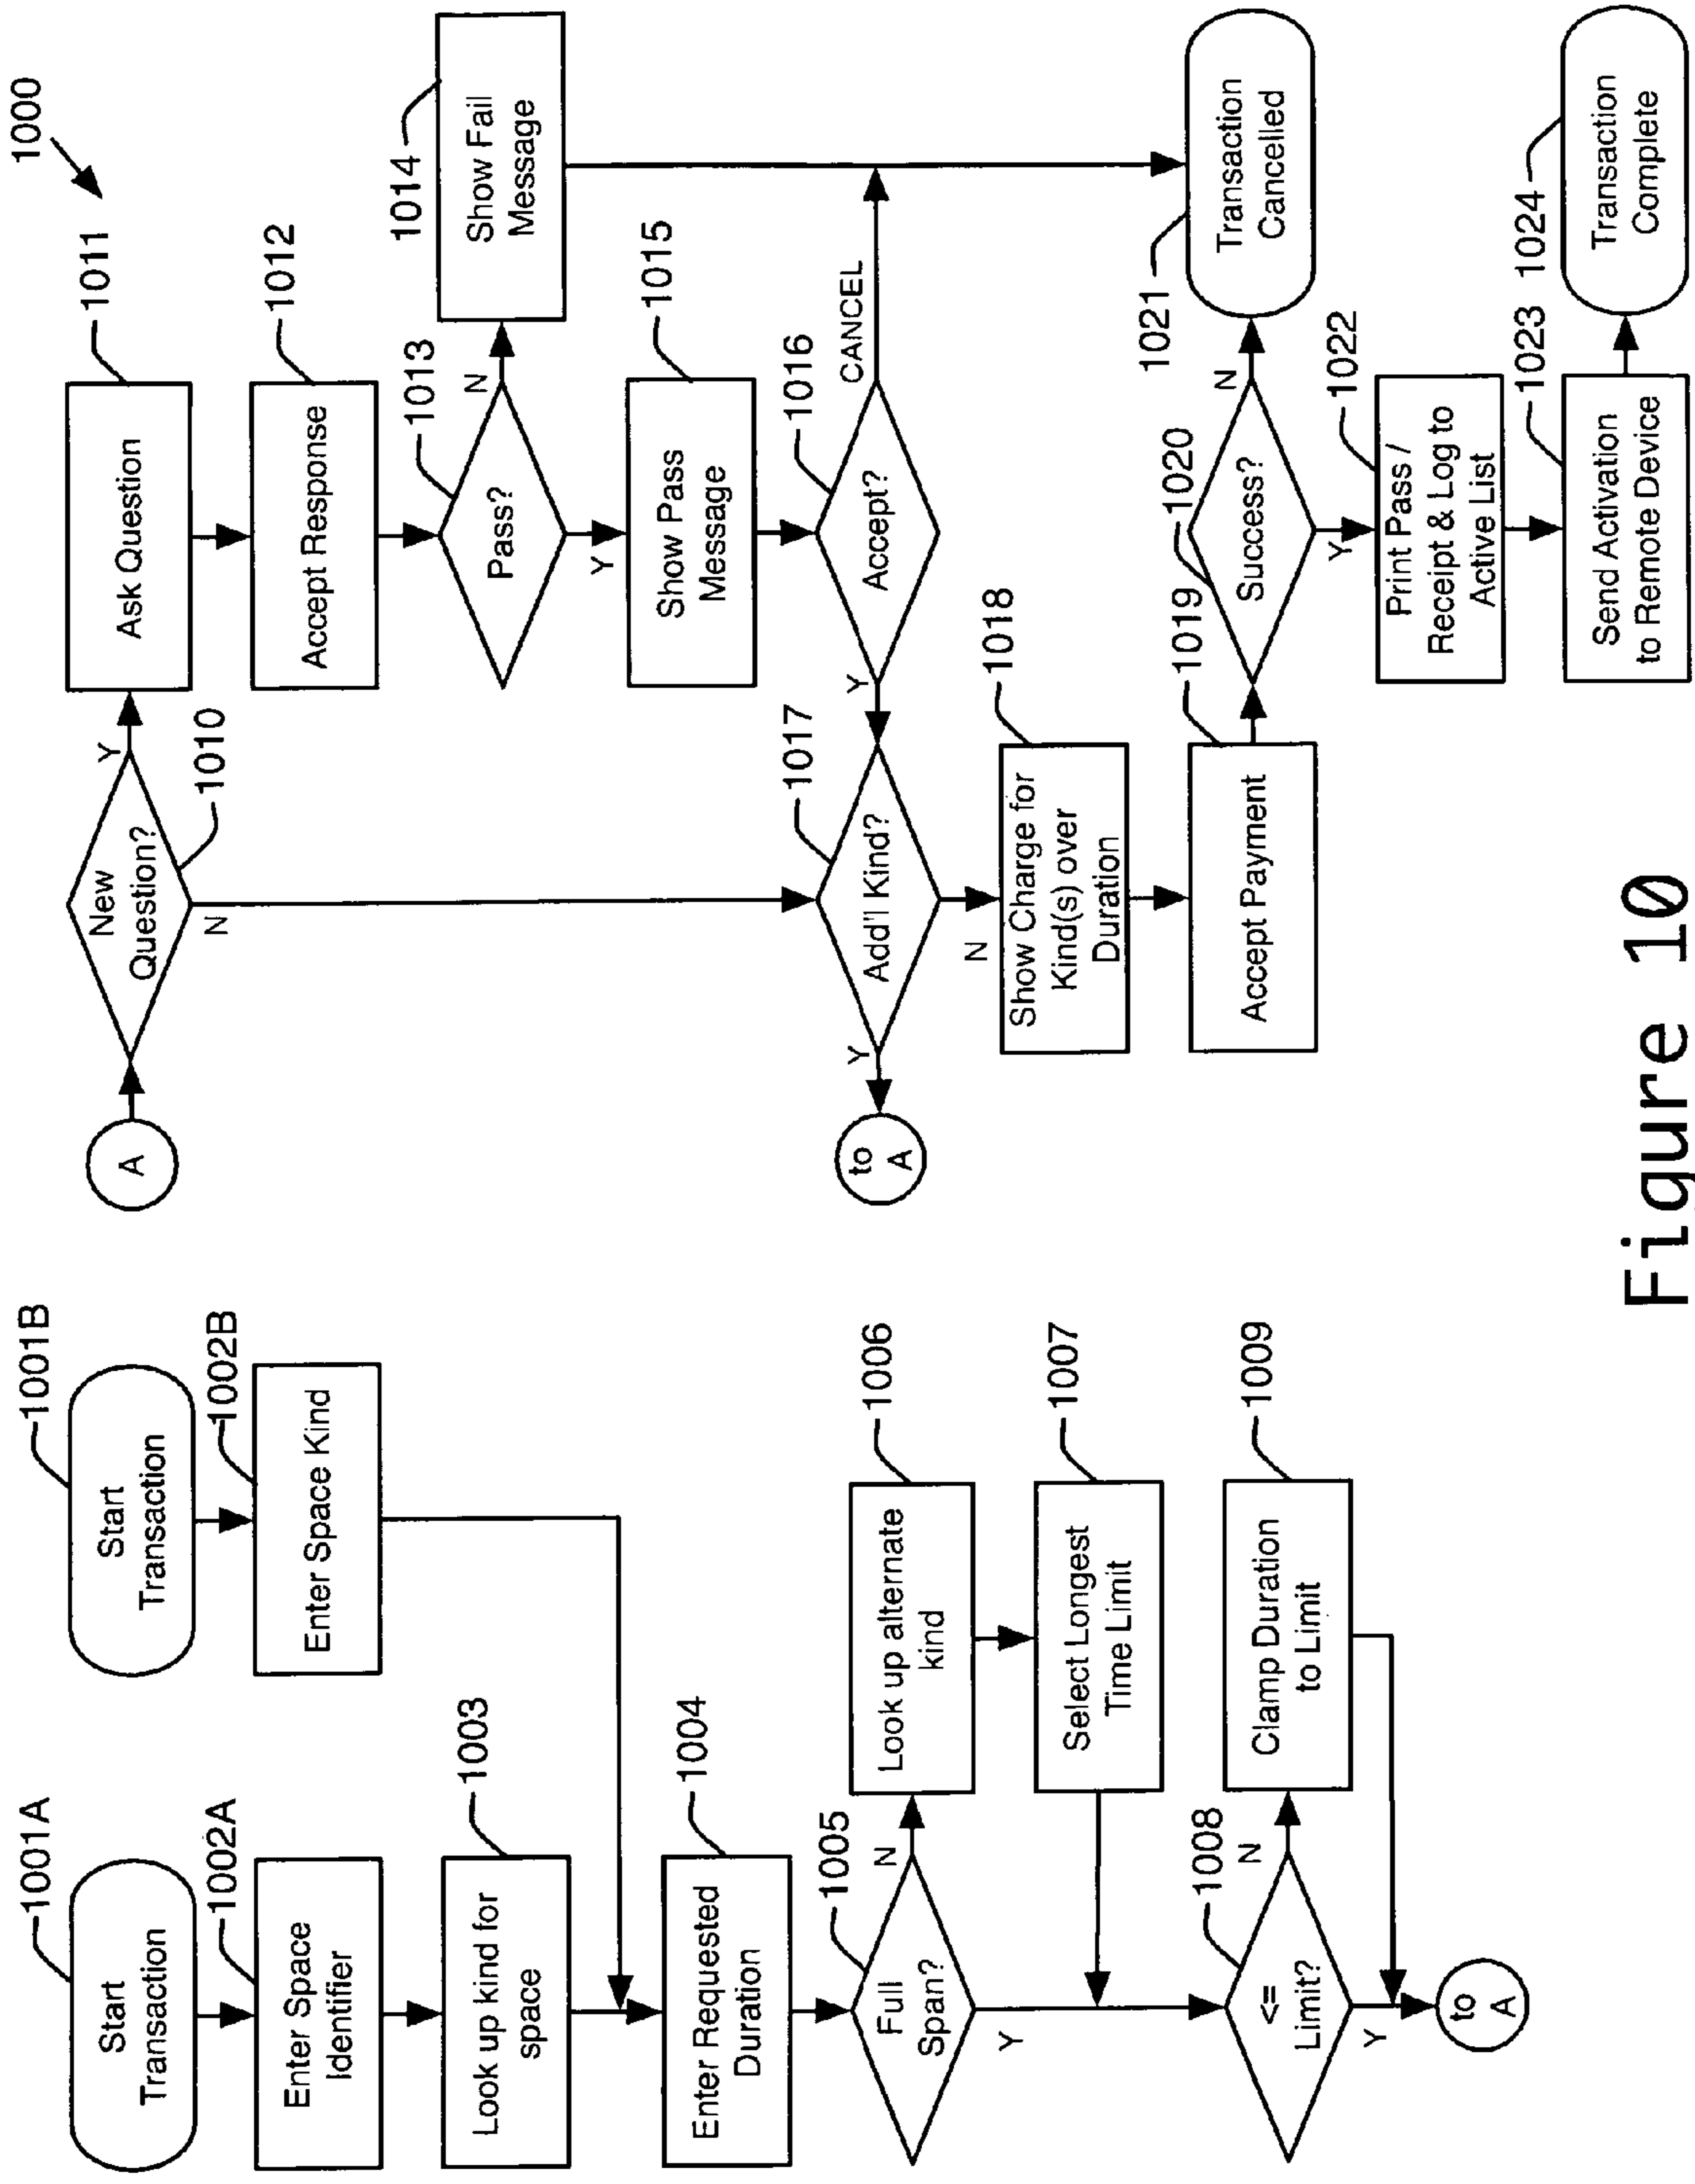 1000
1001A
Start
Transaction
1002A
Enter Space
Identifier
1003
Look up kind for
space
1001B
Start
Transaction
1002B
Enter Space Kind
1004
Enter Requested
Duration
1005
Full
Span?
N
Y
1006
Look up alternate
kind
1007
Select Longest
Time Limit
1008
<=
Limit?
N
Y
1009
Clamp Duration
to Limit
to
A
A
New
Question?
1010
Y
N
1011
Ask Question
1012
Accept Response
1013
Pass?
N
Y
1014
Show Fail
Message
1015
Show Pass
Message
1016
Accept?
CANCEL
Y
1017
Add'l Kind?
Y
N
to
A
1018
Show Charge for
Kind(s) over
Duration
1019
Accept Payment
1020
Success?
N
Y
1021
Transaction
Cancelled
1022
Print Pass /
Receipt & Log to
Active List
1023
Send Activation
to Remote Device
1024
Transaction
Complete
Figure 10